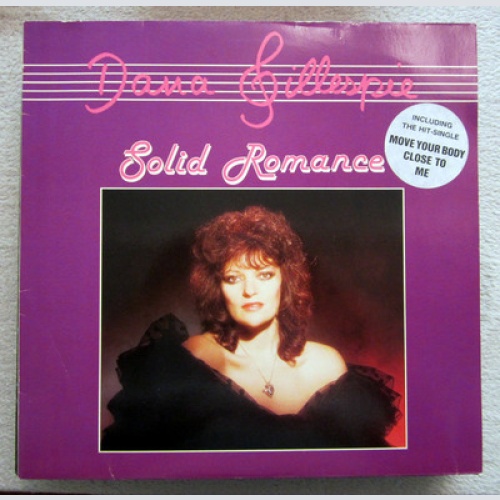 Dana Gillespie
Solid Romance
INCLUDING
THE HIT-SINGLE
MOVE YOUR BODY
CLOSE TO
ME